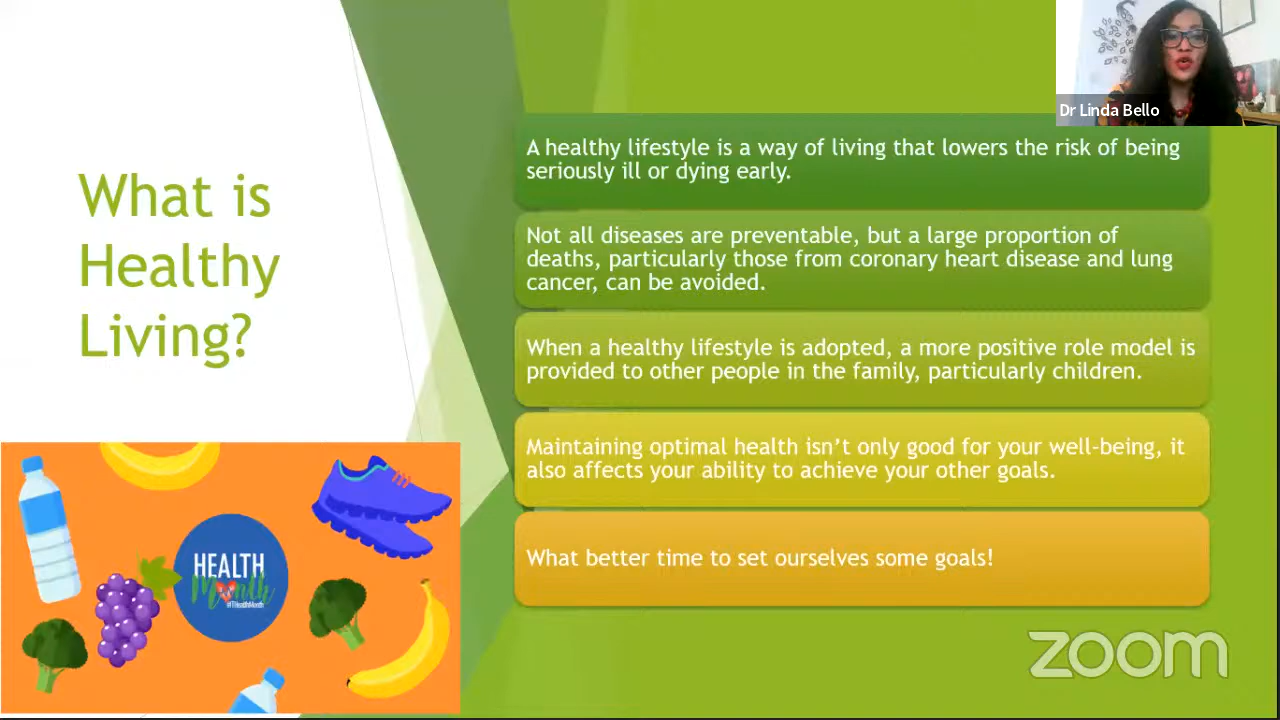 Dr Linda Bello
What is
Healthy
Living?
A healthy lifestyle is a way of living that lowers the risk of being
seriously ill or dying early.
Not all diseases are preventable, but a large proportion of
deaths, particularly those from coronary heart disease and lung
cancer, can be avoided.
When a healthy lifestyle is adopted, a more positive role model is
provided to other people in the family, particularly children.
Maintaining optimal health isn’t only good for your well-being, it
also affects your ability to achieve your other goals.
What better time to set ourselves some goals!
HEALTH
Month
zoom